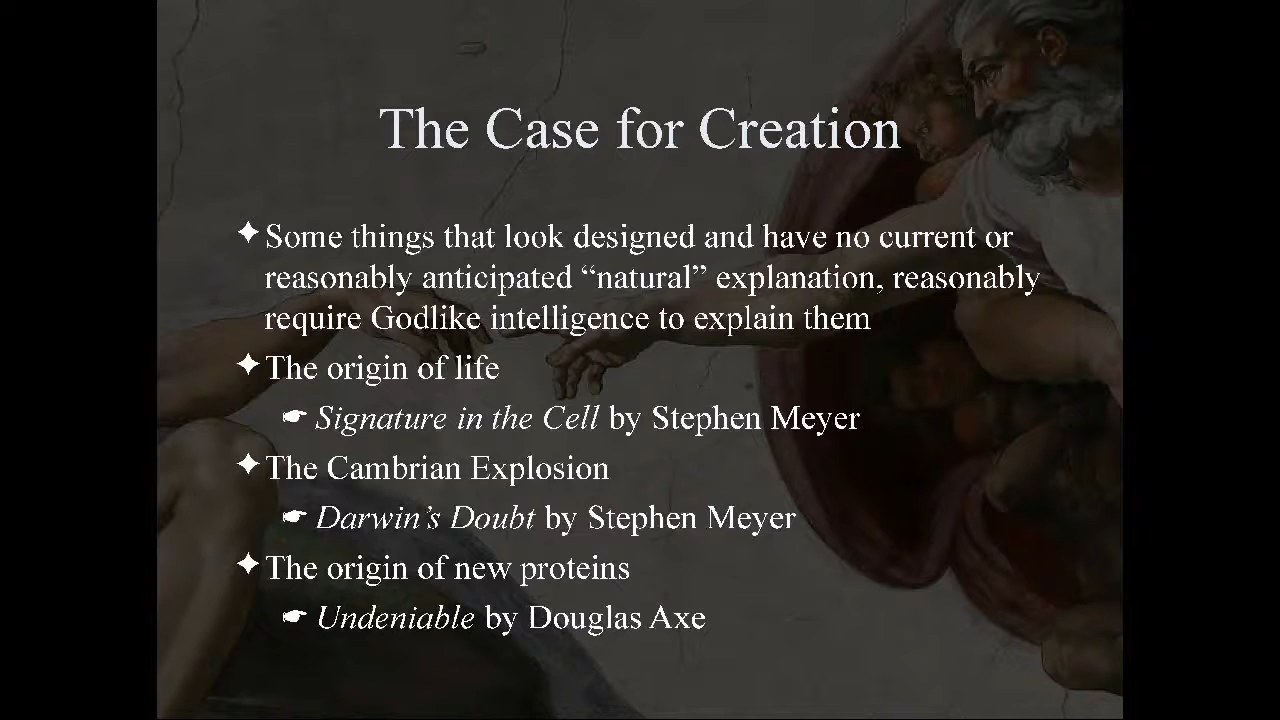 The Case for Creation
✦Some things that look designed and have no current or
reasonably anticipated “natural” explanation, reasonably
require Godlike intelligence to explain them
✦The origin of life
☛ Signature in the Cell by Stephen Meyer
✦The Cambrian Explosion
☛ Darwin’s Doubt by Stephen Meyer
✦The origin of new proteins
☛ Undeniable by Douglas Axe